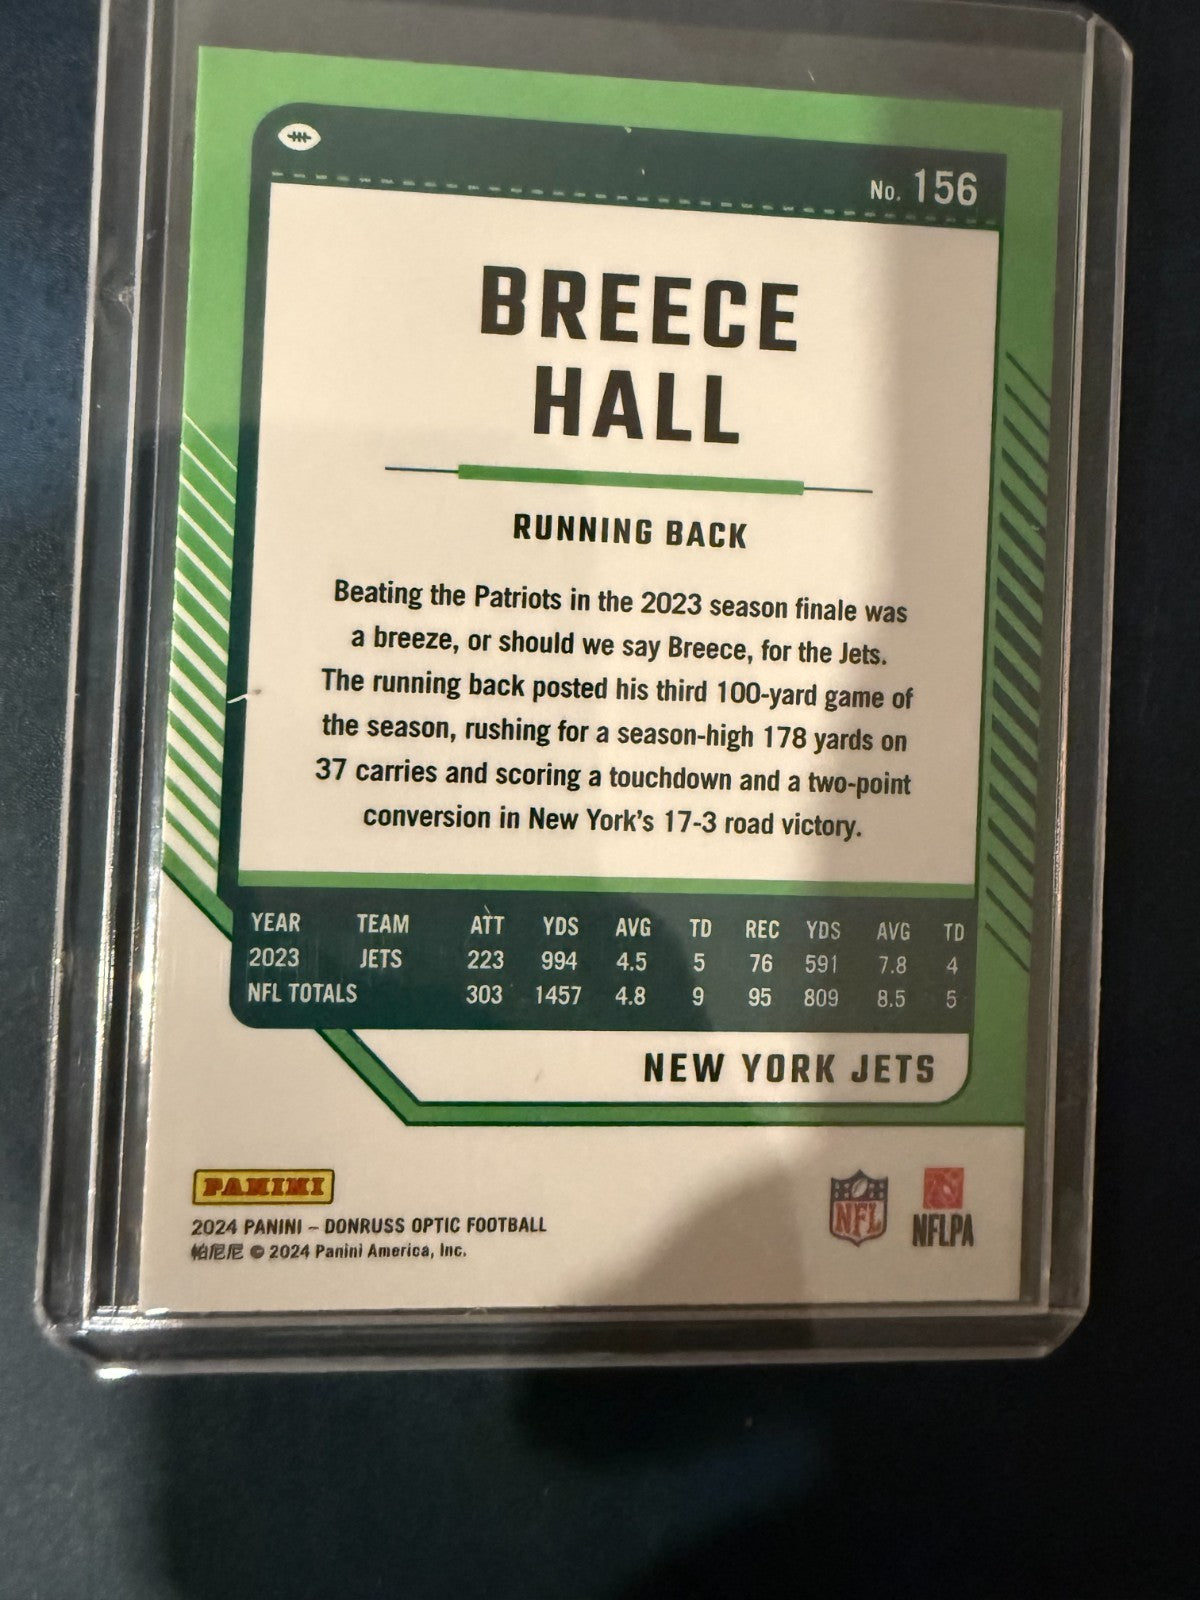 No. 156
BREECE
HALL
RUNNING BACK
Beating the Patriots in the 2023 season finale was
a breeze, or should we say Breece, for the Jets.
The running back posted his third 100-yard game of
the season, rushing for a season-high 178 yards on
37 carries and scoring a touchdown and a two-point
conversion in New York's 17-3 road victory.
YEAR TEAM ATT YDS AVG TD REC YDS AVG TD
2023 JETS 223 994 4.5 5 76 591 7.8 4
NFL TOTALS 303 1457 4.8 9 95 809 8.5 5
NEW YORK JETS
PANINI
2024 PANINI – DONRUSS OPTIC FOOTBALL
帕尼尼 © 2024 Panini America, Inc.
NFL
NFLPA